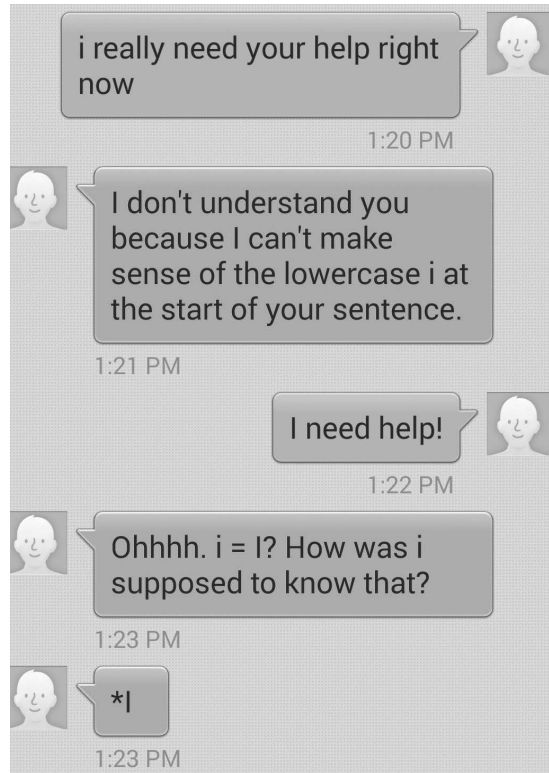 i really need your help right
now
1:20 PM
I don't understand you
because I can't make
sense of the lowercase i at
the start of your sentence.
1:21 PM
I need help!
1:22 PM
Ohhhh. i = I? How was i
supposed to know that?
1:23 PM
*I
1:23 PM